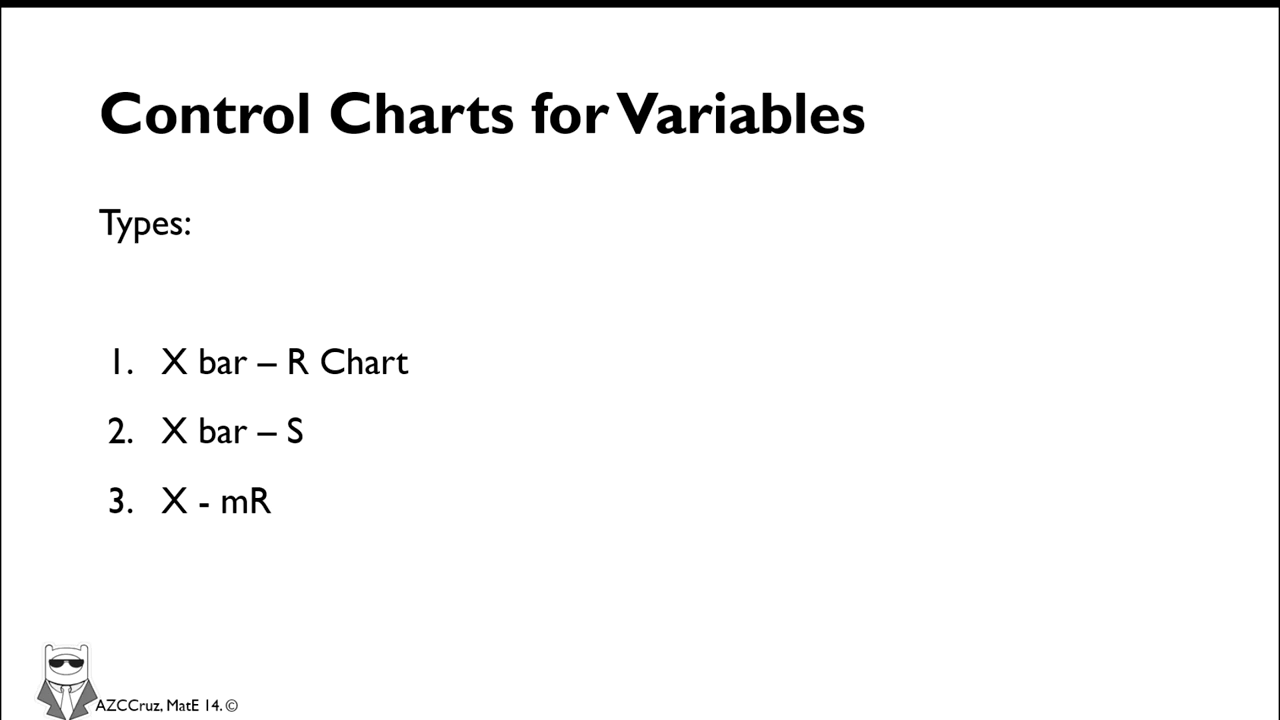 Control Charts for Variables
Types:
1. X bar – R Chart
2. X bar – S
3. X - mR
AZCCruz, MatE 14. ©